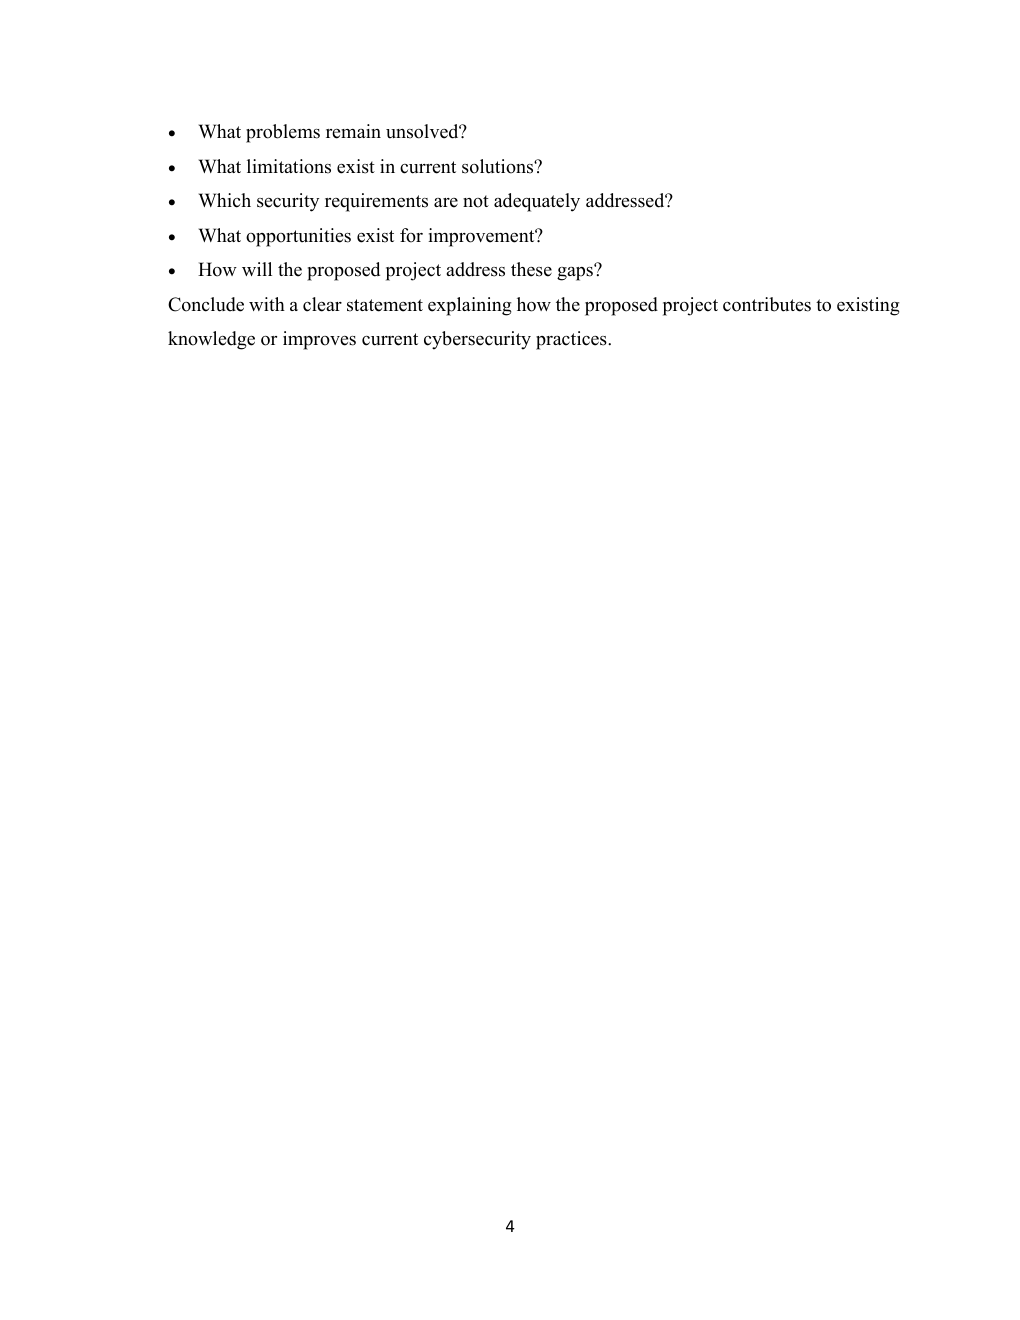 • What problems remain unsolved?
• What limitations exist in current solutions?
• Which security requirements are not adequately addressed?
• What opportunities exist for improvement?
• How will the proposed project address these gaps?
Conclude with a clear statement explaining how the proposed project contributes to existing
knowledge or improves current cybersecurity practices.
4